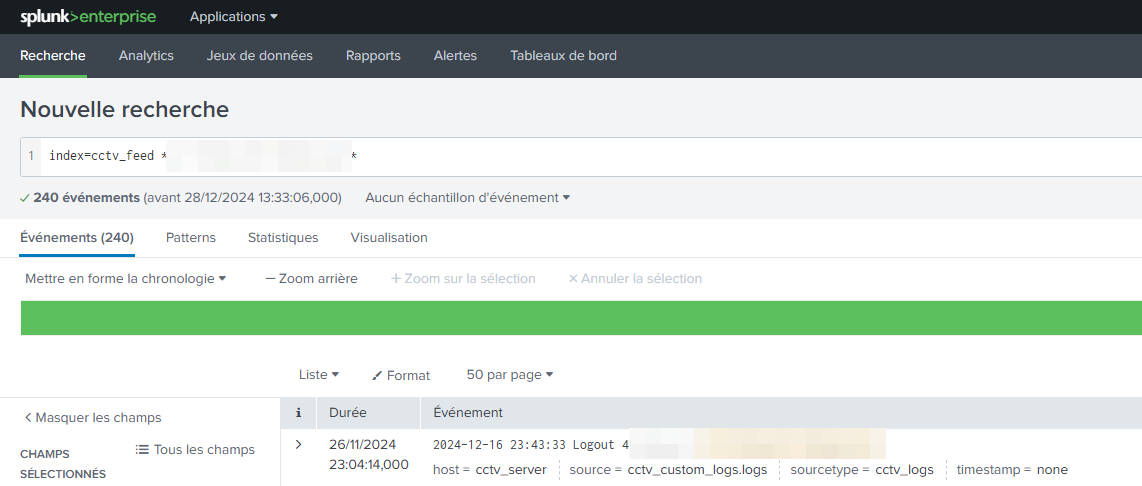 splunk>enterprise Applications
Recherche Analytics Jeux de données Rapports Alertes Tableaux de bord
Nouvelle recherche
1 index=cctv_feed * *
240 événements (avant 28/12/2024 13:33:06,000) Aucun échantillon d'événement
Événements (240) Patterns Statistiques Visualisation
Mettre en forme la chronologie — Zoom arrière + Zoom sur la sélection × Annuler la sélection
Liste Format 50 par page
< Masquer les champs Tous les champs
CHAMPS
SÉLECTIONNÉS
i Durée Événement
> 26/11/2024
23:04:14,000
2024-12-16 23:43:33 Logout 4
host = cctv_server source = cctv_custom_logs.logs sourcetype = cctv_logs timestamp = none